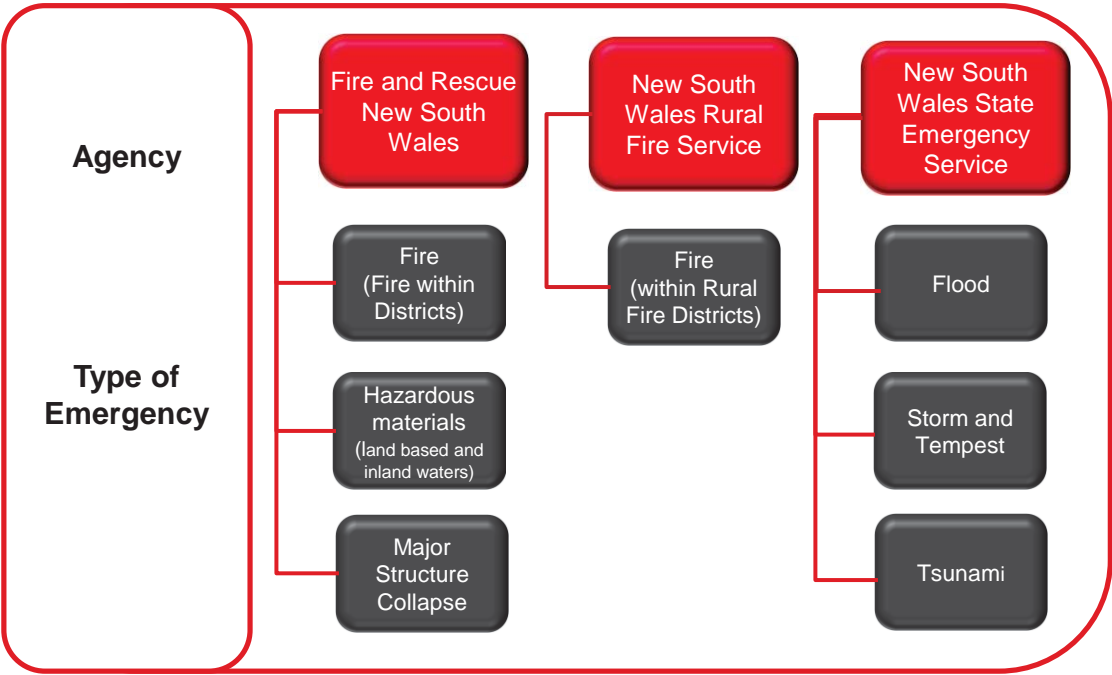 Agency
Fire and Rescue
New South
Wales
New South
Wales Rural
Fire Service
New South
Wales State
Emergency
Service
Type of
Emergency
Fire
(Fire within
Districts)
Hazardous
materials
(land based and
inland waters)
Major
Structure
Collapse
Fire
(within Rural
Fire Districts)
Flood
Storm and
Tempest
Tsunami